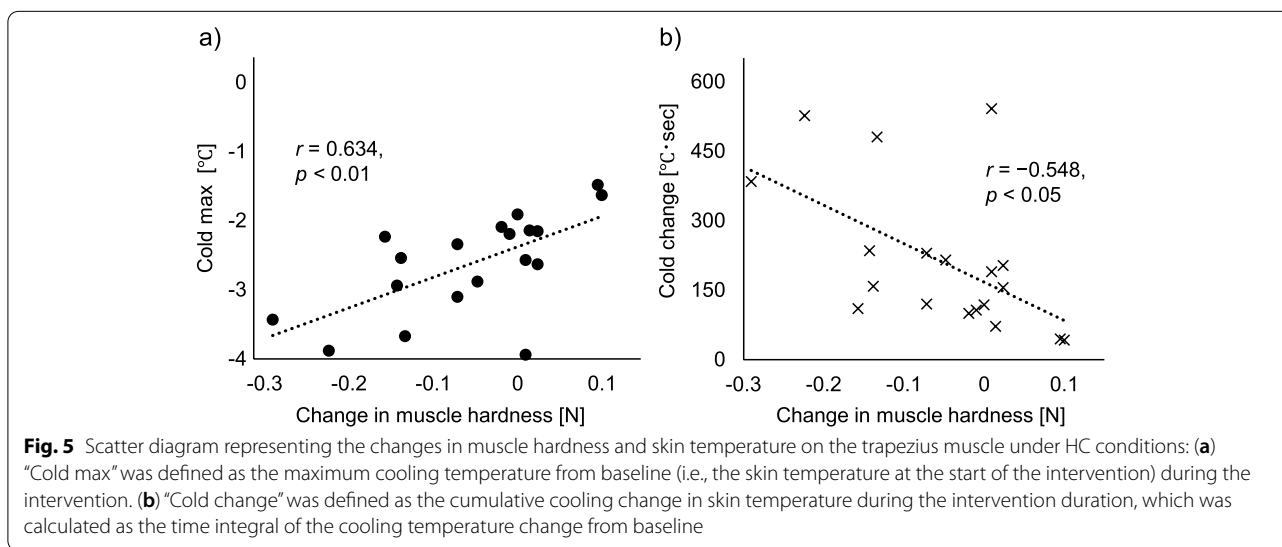 a)
0
-1
-2
-3
-4
Cold max [℃]
r = 0.634,
p < 0.01
-0.3
-0.2
-0.1
0
0.1
Change in muscle hardness [N]
b)
600
450
300
150
0
Cold change [℃・sec]
r = −0.548,
p < 0.05
-0.3
-0.2
-0.1
0
0.1
Change in muscle hardness [N]
Fig. 5 Scatter diagram representing the changes in muscle hardness and skin temperature on the trapezius muscle under HC conditions: (a)
“Cold max” was defined as the maximum cooling temperature from baseline (i.e., the skin temperature at the start of the intervention) during the
intervention. (b) “Cold change” was defined as the cumulative cooling change in skin temperature during the intervention duration, which was
calculated as the time integral of the cooling temperature change from baseline